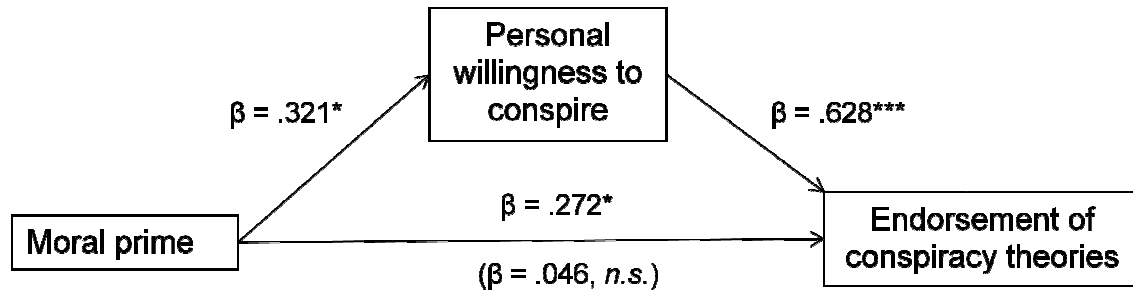 Personal
willingness to
conspire
β = .321*
β = .628***
β = .272*
Moral prime
Endorsement of
conspiracy theories
(β = .046, n.s.)